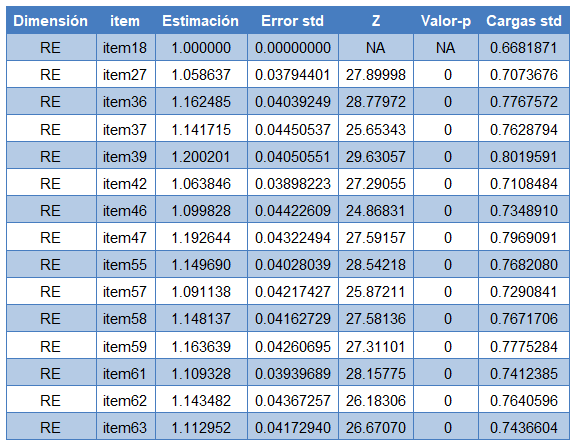 Dimensión item Estimación Error std Z Valor-p Cargas std
RE item18 1.000000 0.00000000 NA NA 0.6681871
RE item27 1.058637 0.03794401 27.89998 0 0.7073676
RE item36 1.162485 0.04039249 28.77972 0 0.7767572
RE item37 1.141715 0.04450537 25.65343 0 0.7628794
RE item39 1.200201 0.04050551 29.63057 0 0.8019591
RE item42 1.063846 0.03898223 27.29055 0 0.7108484
RE item46 1.099828 0.04422609 24.86831 0 0.7348910
RE item47 1.192644 0.04322494 27.59157 0 0.7969091
RE item55 1.149690 0.04028039 28.54218 0 0.7682080
RE item57 1.091138 0.04217427 25.87211 0 0.7290841
RE item58 1.148137 0.04162729 27.58136 0 0.7671706
RE item59 1.163639 0.04260695 27.31101 0 0.7775284
RE item61 1.109328 0.03939689 28.15775 0 0.7412385
RE item62 1.143482 0.04367257 26.18306 0 0.7640596
RE item63 1.112952 0.04172940 26.67070 0 0.7436604